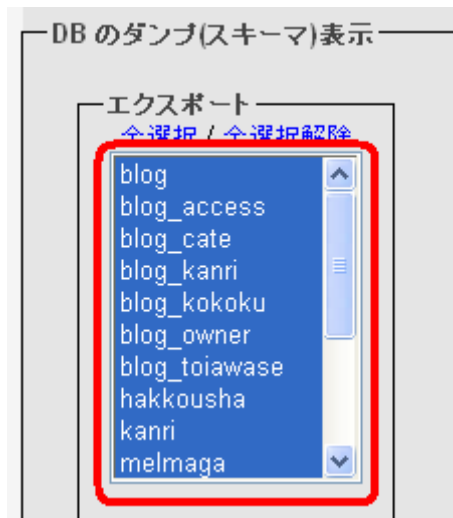 DB のダンプ(スキーマ)表示
エクスポート
全選択 / 全選択解除
blog
blog_access
blog_cate
blog_kanri
blog_kokoku
blog_owner
blog_toiawase
hakkousha
kanri
melmaga